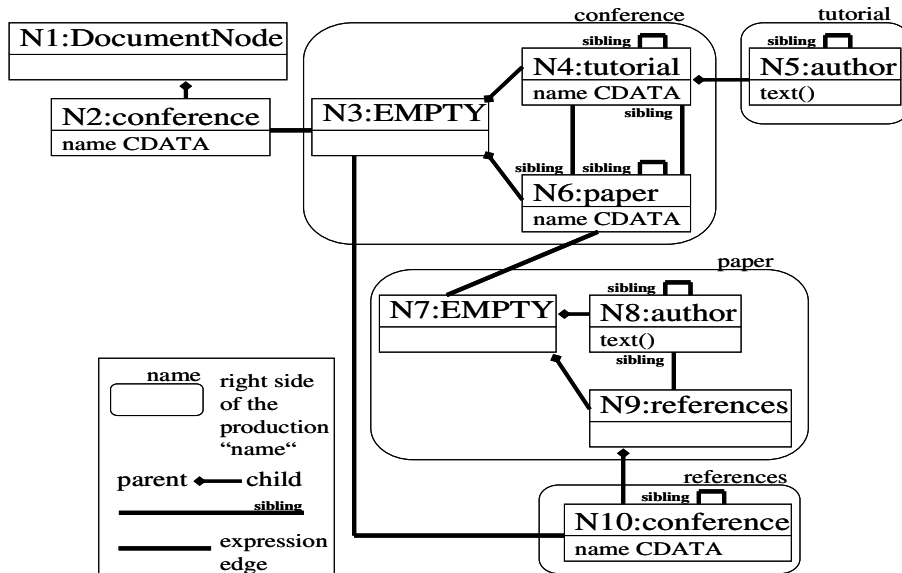 conference
tutorial
N1:DocumentNode
sibling
N4:tutorial
name CDATA
sibling
sibling
N5:author
text()
N2:conference
name CDATA
N3:EMPTY
sibling
sibling
N6:paper
name CDATA
paper
N7:EMPTY
sibling
N8:author
text()
sibling
N9:references
references
sibling
N10:conference
name CDATA
name
right side
of the
production
“name“
parent child
sibling
expression
edge